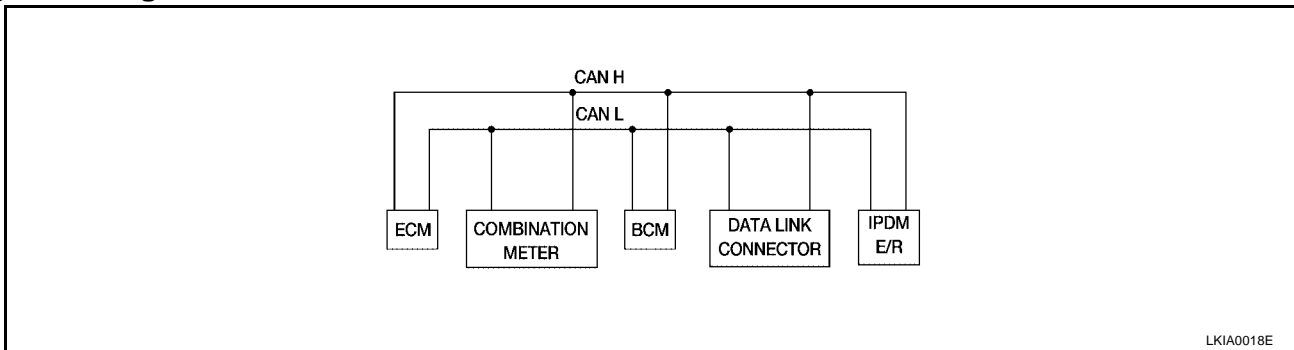 CAN H
CAN L
ECM
COMBINATION
METER
BCM
DATA LINK
CONNECTOR
IPDM
E/R
LKIA0018E